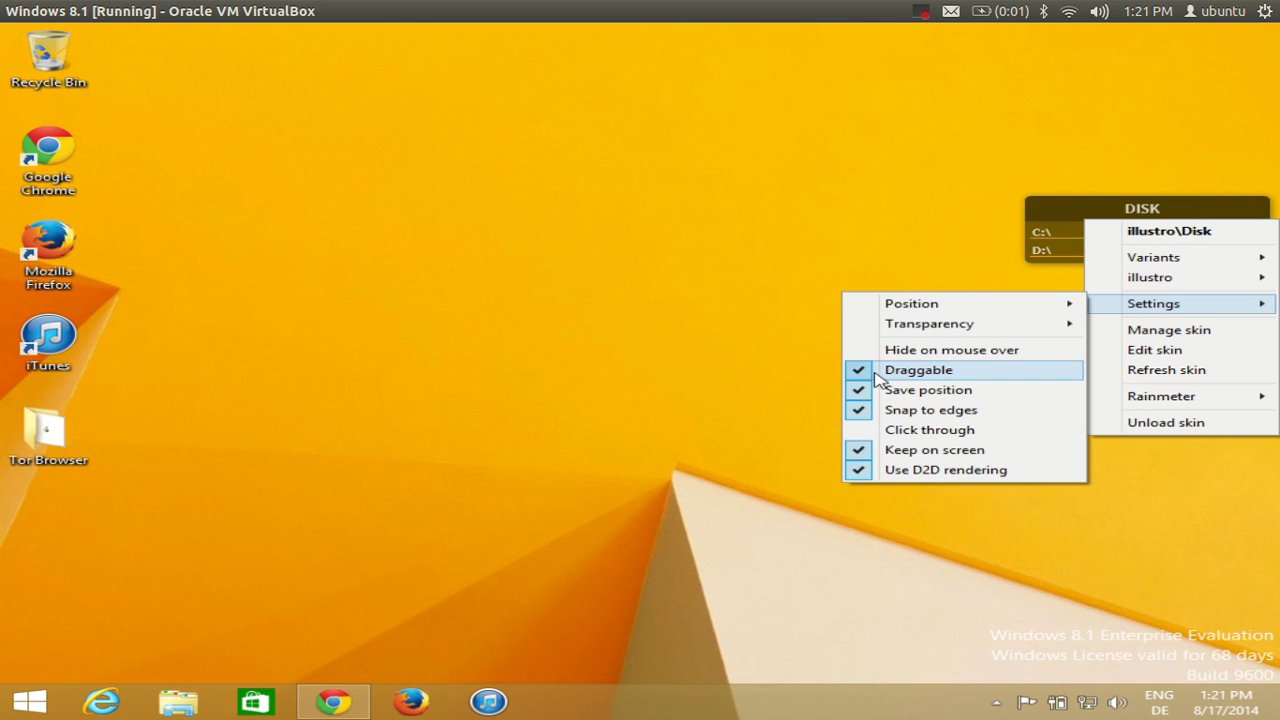 Windows 8.1 [Running] - Oracle VM VirtualBox
(0:01)
1:21 PM
ubuntu
Recycle Bin
Google
Chrome
Mozilla
Firefox
iTunes
Tor Browser
DISK
C:\
D:\
illustro\Disk
Variants
illustro
Settings
Manage skin
Edit skin
Refresh skin
Rainmeter
Unload skin
Position
Transparency
Hide on mouse over
Draggable
Save position
Snap to edges
Click through
Keep on screen
Use D2D rendering
Windows 8.1 Enterprise Evaluation
Windows License valid for 68 days
Build 9600
ENG
DE
1:21 PM
8/17/2014